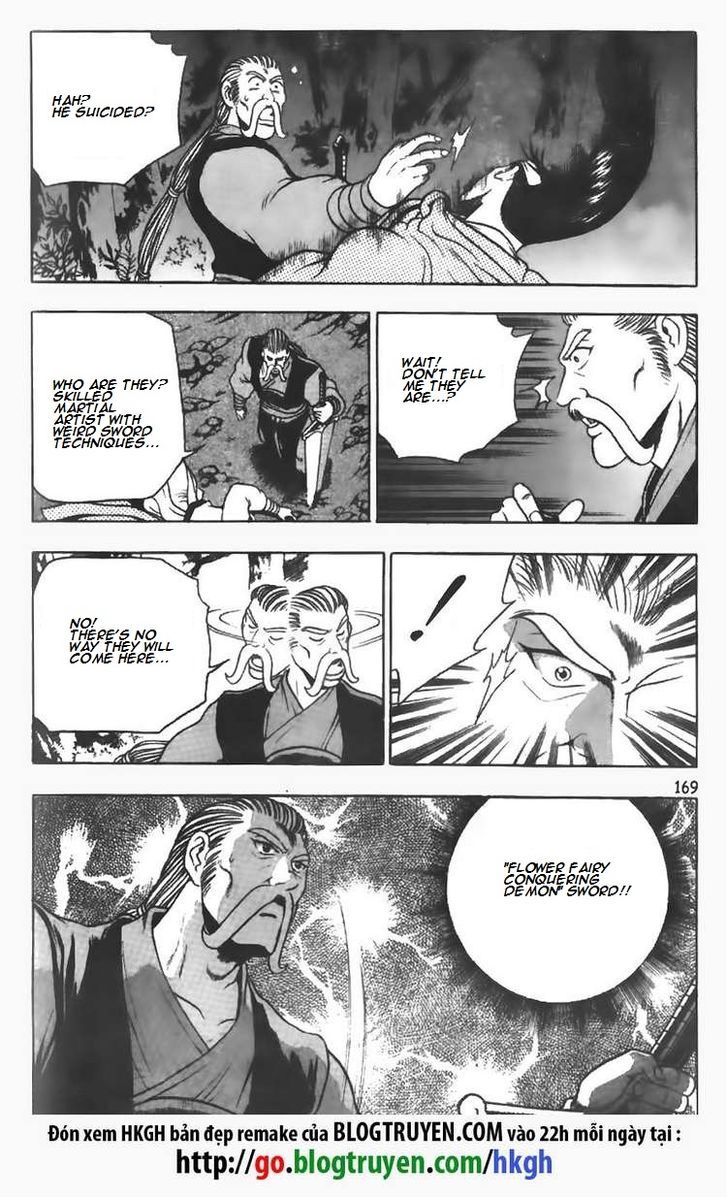 HAH?
HE SUICIDED?
WHO ARE THEY?
SKILLED
MARTIAL
ARTIST WITH
WEIRD SWORD
TECHNIQUES...
WAIT!
DON'T TELL
ME THEY
ARE...?
NO!
THERE'S NO
WAY THEY WILL
COME HERE...
!
169
"FLOWER FAIRY
CONQUERING
DEMON" SWORD!!
Đón xem HKGH bản đẹp remake của BLOGTRUYEN.COM vào 22h mỗi ngày tại :
http://go.blogtruyen.com/hkgh